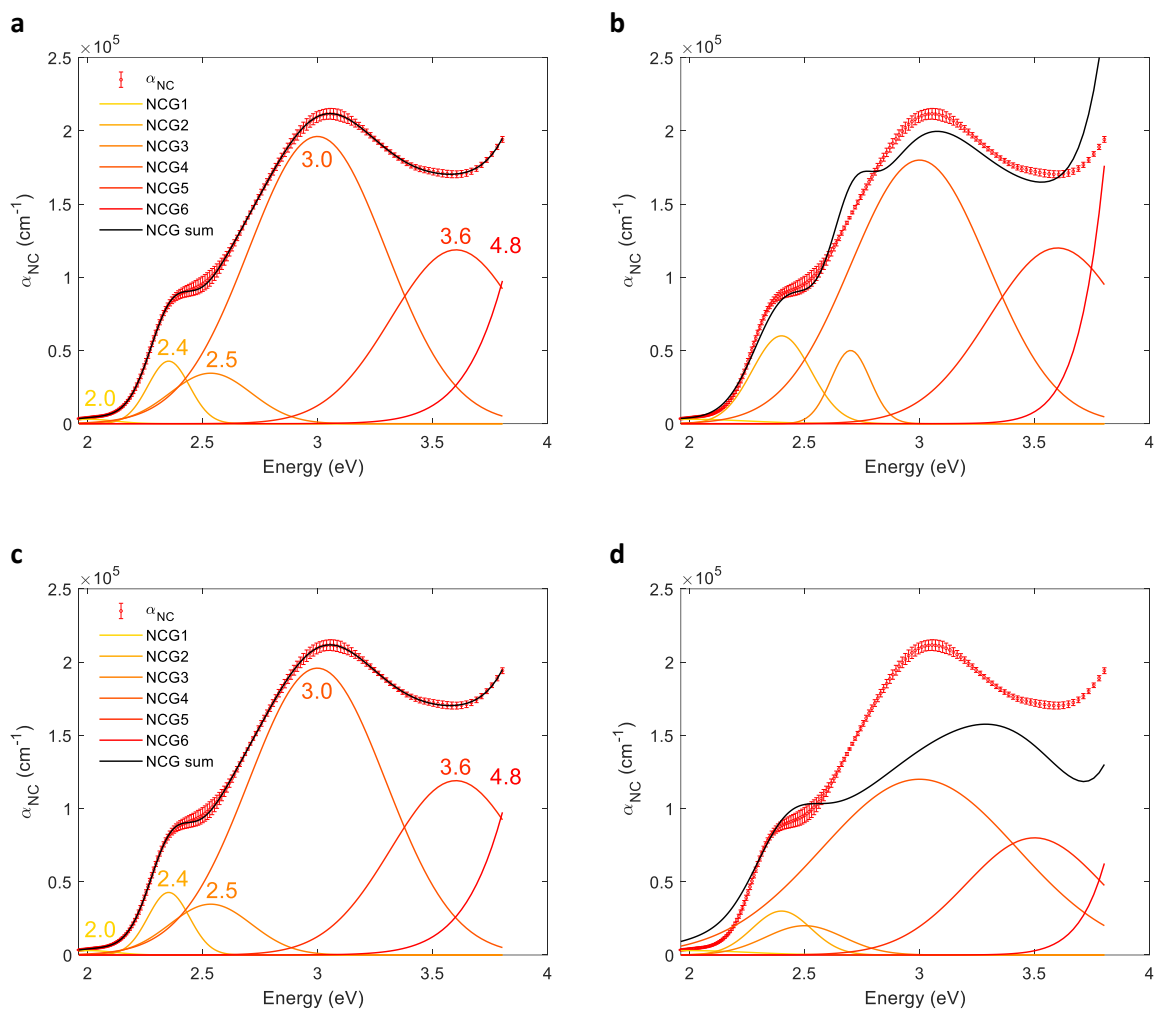 a
×10^5
2.5
2
1.5
1
0.5
0
α_NC (cm^-1)
α_NC
NCG1
NCG2
NCG3
NCG4
NCG5
NCG6
NCG sum
2.0
2.4
2.5
3.0
3.6
4.8
2 2.5 3 3.5 4
Energy (eV)
b
×10^5
2.5
2
1.5
1
0.5
0
α_NC (cm^-1)
2 2.5 3 3.5 4
Energy (eV)
c
×10^5
2.5
2
1.5
1
0.5
0
α_NC (cm^-1)
α_NC
NCG1
NCG2
NCG3
NCG4
NCG5
NCG6
NCG sum
2.0
2.4
2.5
3.0
3.6
4.8
2 2.5 3 3.5 4
Energy (eV)
d
×10^5
2.5
2
1.5
1
0.5
0
α_NC (cm^-1)
2 2.5 3 3.5 4
Energy (eV)